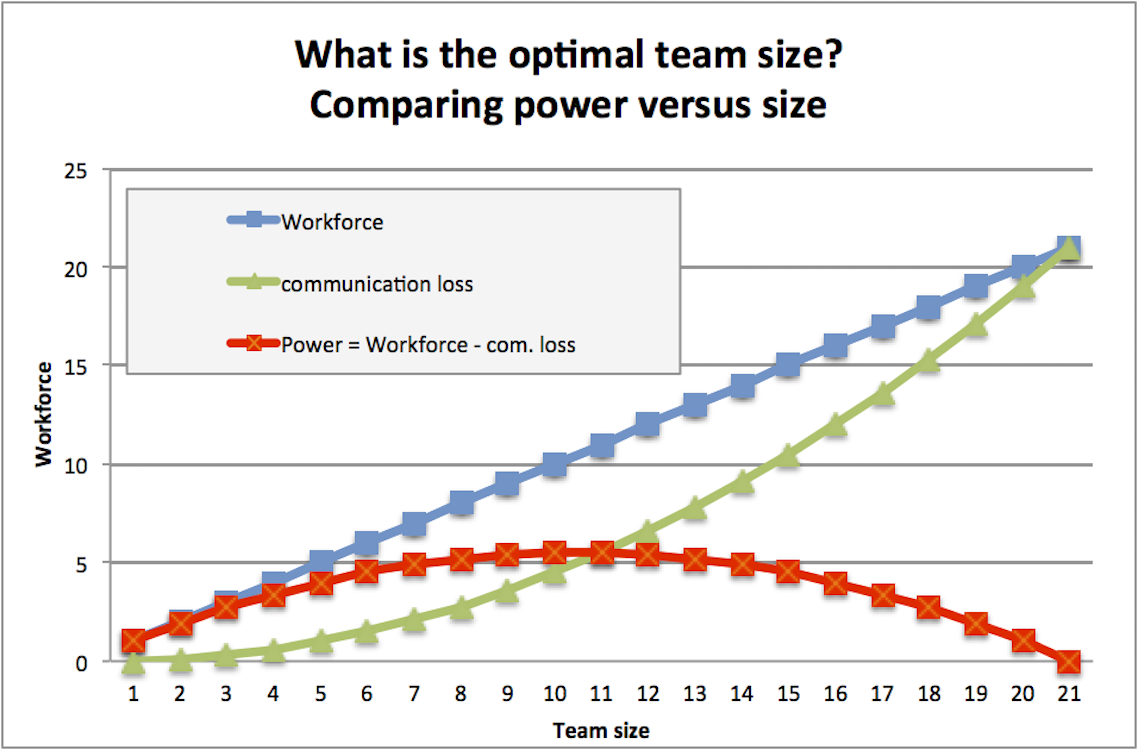 What is the optimal team size?
Comparing power versus size
25
20
15
10
5
0
Workforce
Workforce
communication loss
Power = Workforce - com. loss
1 2 3 4 5 6 7 8 9 10 11 12 13 14 15 16 17 18 19 20 21
Team size